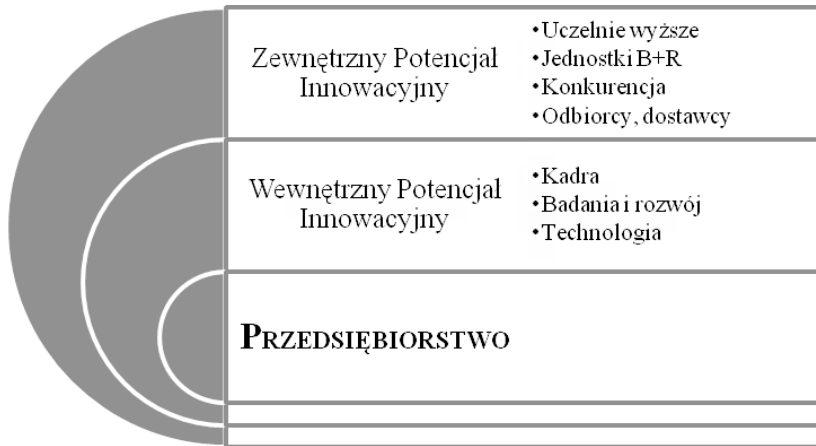 Zewnętrzny Potencjał
Innowacyjny
•Uczelnie wyższe
•Jednostki B+R
•Konkurencja
•Odbiorcy, dostawcy
Wewnętrzny Potencjał
Innowacyjny
•Kadra
•Badania i rozwój
•Technologia
PRZEDSIĘBIORSTWO